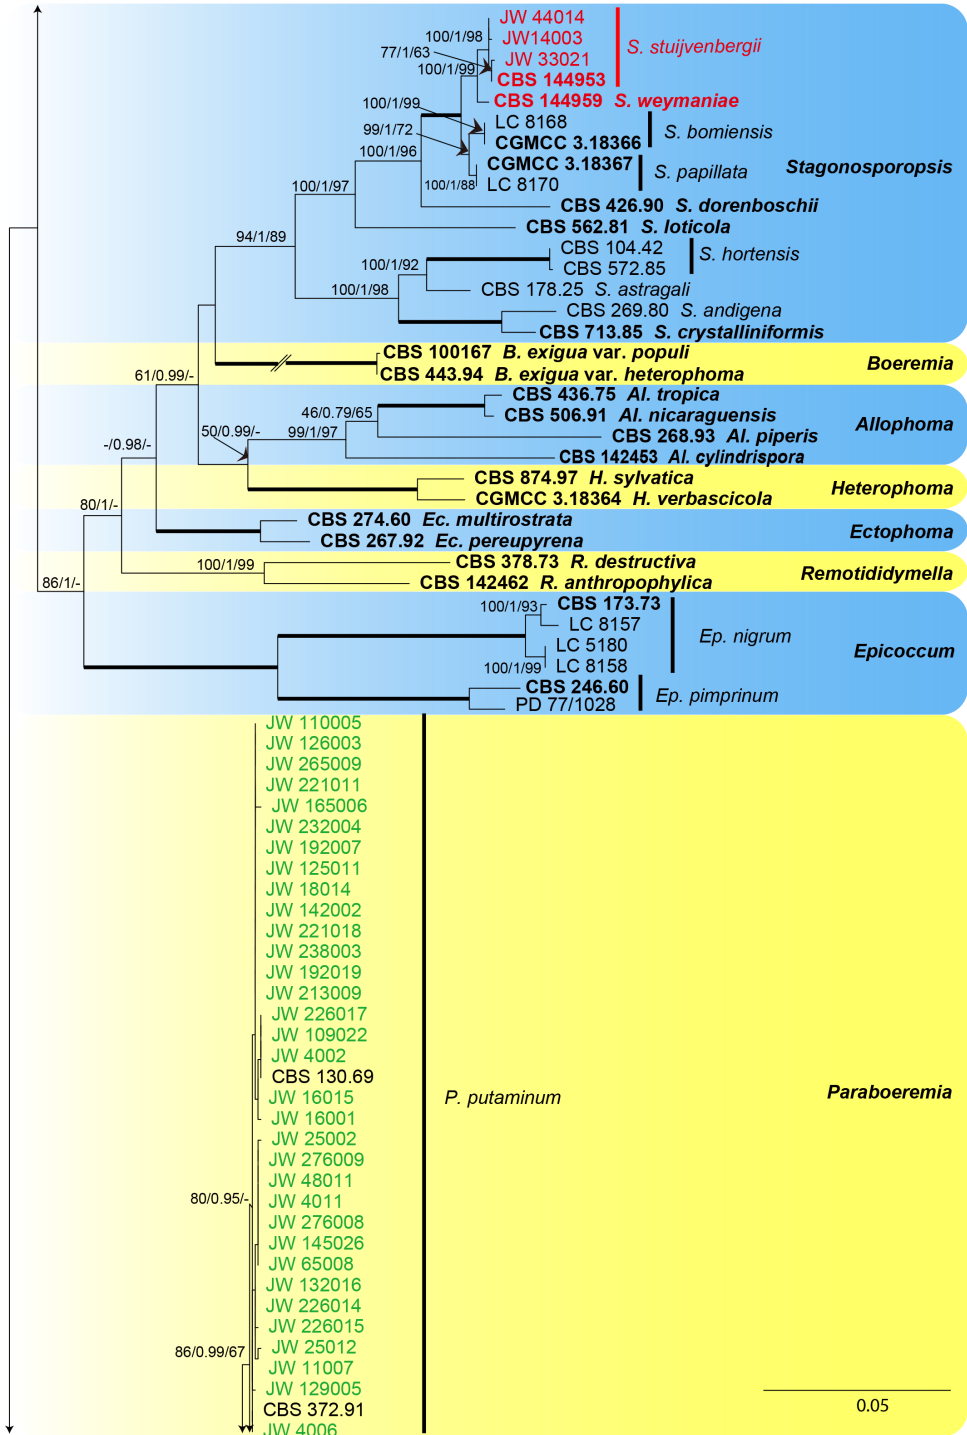 JW 44014
100/1/98
JW14003
S. stuijvenbergii
77/1/63
JW 33021
100/1/99
CBS 144953
CBS 144959 S. weymaniae
100/1/99
LC 8168
99/1/72
S. bomiensis
CGMCC 3.18366
100/1/96
CGMCC 3.18367
Stagonosporopsis
S. papillata
100/1/88
LC 8170
100/1/97
CBS 426.90 S. dorenboschii
CBS 562.81 S. loticola
94/1/89
CBS 104.42
S. hortensis
100/1/92
CBS 572.85
100/1/98
CBS 178.25 S. astragali
CBS 269.80 S. andigena
CBS 713.85 S. crystalliniformis
CBS 100167 B. exigua var. populi
Boeremia
61/0.99/-
CBS 443.94 B. exigua var. heterophoma
CBS 436.75 Al. tropica
46/0.79/65
CBS 506.91 Al. nicaraguensis
Allophoma
50/0.99/-
99/1/97
CBS 268.93 Al. piperis
-/0.98/-
CBS 142453 Al. cylindrispora
CBS 874.97 H. sylvatica
Heterophoma
CGMCC 3.18364 H. verbascicola
80/1/-
CBS 274.60 Ec. multirostrata
Ectophoma
CBS 267.92 Ec. pereupyrena
100/1/99
CBS 378.73 R. destructiva
Remotididymella
86/1/-
CBS 142462 R. anthropophylica
100/1/93
CBS 173.73
LC 8157
Ep. nigrum
LC 5180
Epicoccum
100/1/99
LC 8158
CBS 246.60
Ep. pimprinum
PD 77/1028
JW 110005
JW 126003
JW 265009
JW 221011
JW 165006
JW 232004
JW 192007
JW 125011
JW 18014
JW 142002
JW 221018
JW 238003
JW 192019
JW 213009
JW 226017
JW 109022
JW 4002
CBS 130.69
Paraboeremia
JW 16015
P. putaminum
JW 16001
JW 25002
JW 276009
JW 48011
80/0.95/-
JW 4011
JW 276008
JW 145026
JW 65008
JW 132016
JW 226014
JW 226015
JW 25012
86/0.99/67
JW 11007
JW 129005
0.05
CBS 372.91
JW 4006